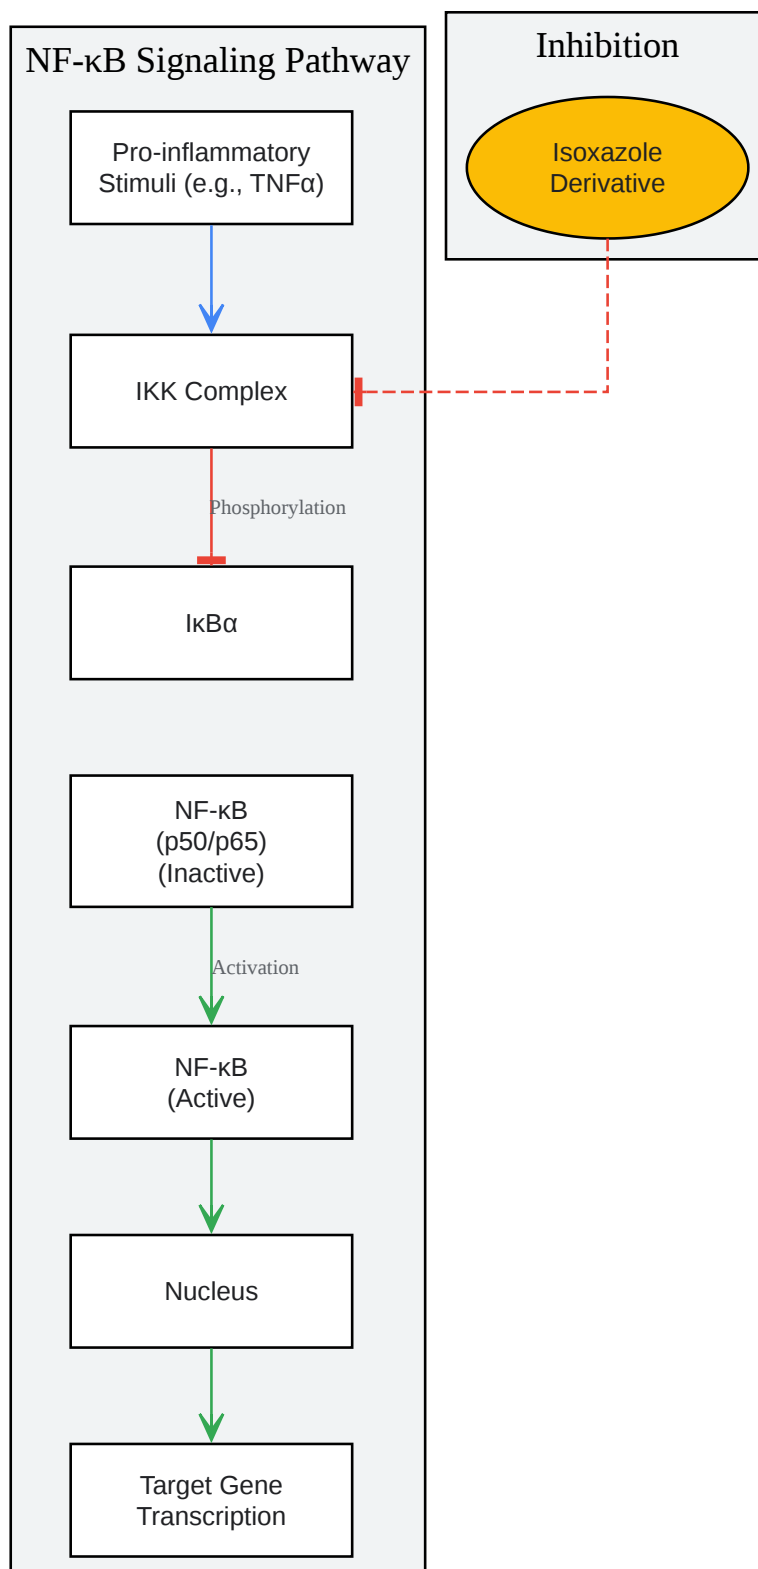 NF-κB Signaling Pathway
Pro-inflammatory
Stimuli (e.g., TNFα)
IKK Complex
Phosphorylation
IκBα
NF-κB
(p50/p65)
(Inactive)
Activation
NF-κB
(Active)
Nucleus
Target Gene
Transcription
Inhibition
Isoxazole
Derivative